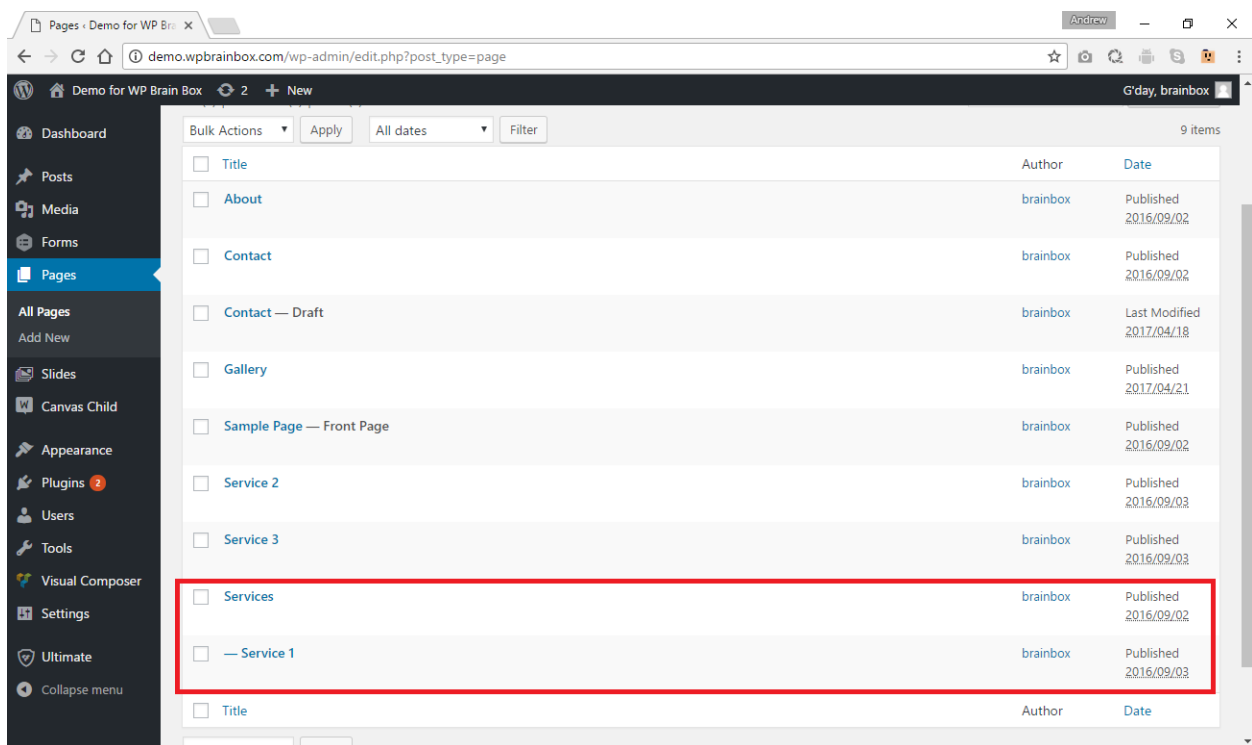 Pages ‹ Demo for WP Bra
Andrew
demo.wpbrainbox.com/wp-admin/edit.php?post_type=page
Demo for WP Brain Box 2 New
G'day, brainbox
Dashboard
Posts
Media
Forms
Pages
All Pages
Add New
Slides
Canvas Child
Appearance
Plugins 2
Users
Tools
Visual Composer
Settings
Ultimate
Collapse menu
Bulk Actions Apply All dates Filter
9 items
Title Author Date
About brainbox Published
2016/09/02
Contact brainbox Published
2016/09/02
Contact — Draft brainbox Last Modified
2017/04/18
Gallery brainbox Published
2017/04/21
Sample Page — Front Page brainbox Published
2016/09/02
Service 2 brainbox Published
2016/09/03
Service 3 brainbox Published
2016/09/03
Services brainbox Published
2016/09/02
— Service 1 brainbox Published
2016/09/03
Title Author Date